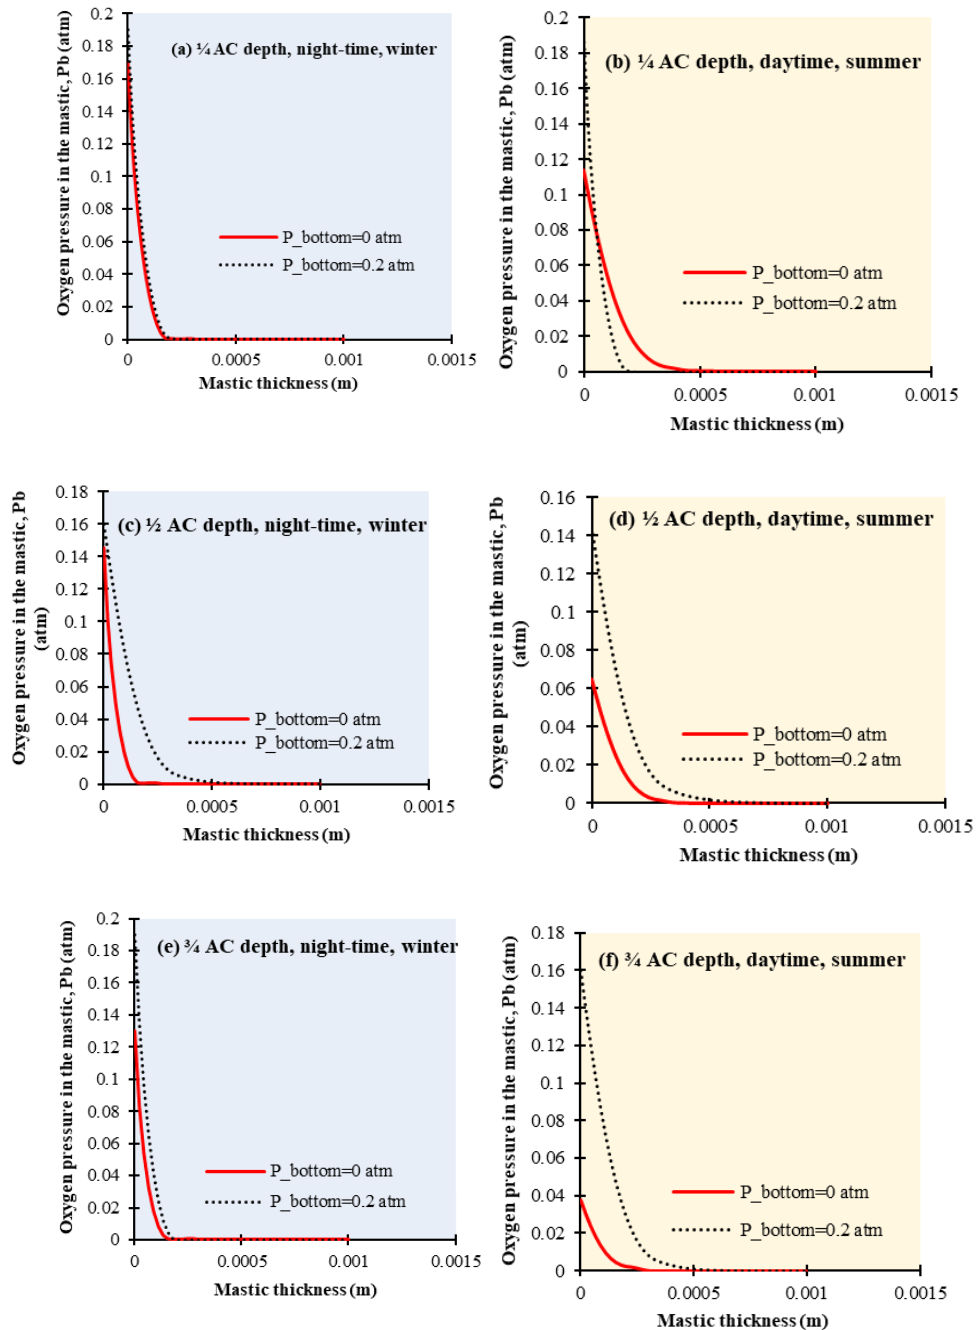 Oxygen pressure in the mastic, Pb (atm)
0.2
0.18
0.16
0.14
0.12
0.1
0.08
0.06
0.04
0.02
0
(a) ¼ AC depth, night-time, winter
P_bottom=0 atm
P_bottom=0.2 atm
0 0.0005 0.001 0.0015
Mastic thickness (m)
Oxygen pressure in the mastic, Pb (atm)
0.2
0.18
0.16
0.14
0.12
0.1
0.08
0.06
0.04
0.02
0
(b) ¼ AC depth, daytime, summer
P_bottom=0 atm
P_bottom=0.2 atm
0 0.0005 0.001 0.0015
Mastic thickness (m)
Oxygen pressure in the mastic, Pb
(atm)
0.18
0.16
0.14
0.12
0.1
0.08
0.06
0.04
0.02
0
(c) ½ AC depth, night-time, winter
P_bottom=0 atm
P_bottom=0.2 atm
0 0.0005 0.001 0.0015
Mastic thickness (m)
Oxygen pressure in the mastic, Pb
(atm)
0.16
0.14
0.12
0.1
0.08
0.06
0.04
0.02
0
(d) ½ AC depth, daytime, summer
P_bottom=0 atm
P_bottom=0.2 atm
0 0.0005 0.001 0.0015
Mastic thickness (m)
Oxygen pressure in the mastic, Pb (atm)
0.2
0.18
0.16
0.14
0.12
0.1
0.08
0.06
0.04
0.02
0
(e) ¾ AC depth, night-time, winter
P_bottom=0 atm
P_bottom=0.2 atm
0 0.0005 0.001 0.0015
Mastic thickness (m)
Oxygen pressure in the mastic, Pb (atm)
0.18
0.16
0.14
0.12
0.1
0.08
0.06
0.04
0.02
0
(f) ¾ AC depth, daytime, summer
P_bottom=0 atm
P_bottom=0.2 atm
0 0.0005 0.001 0.0015
Mastic thickness (m)